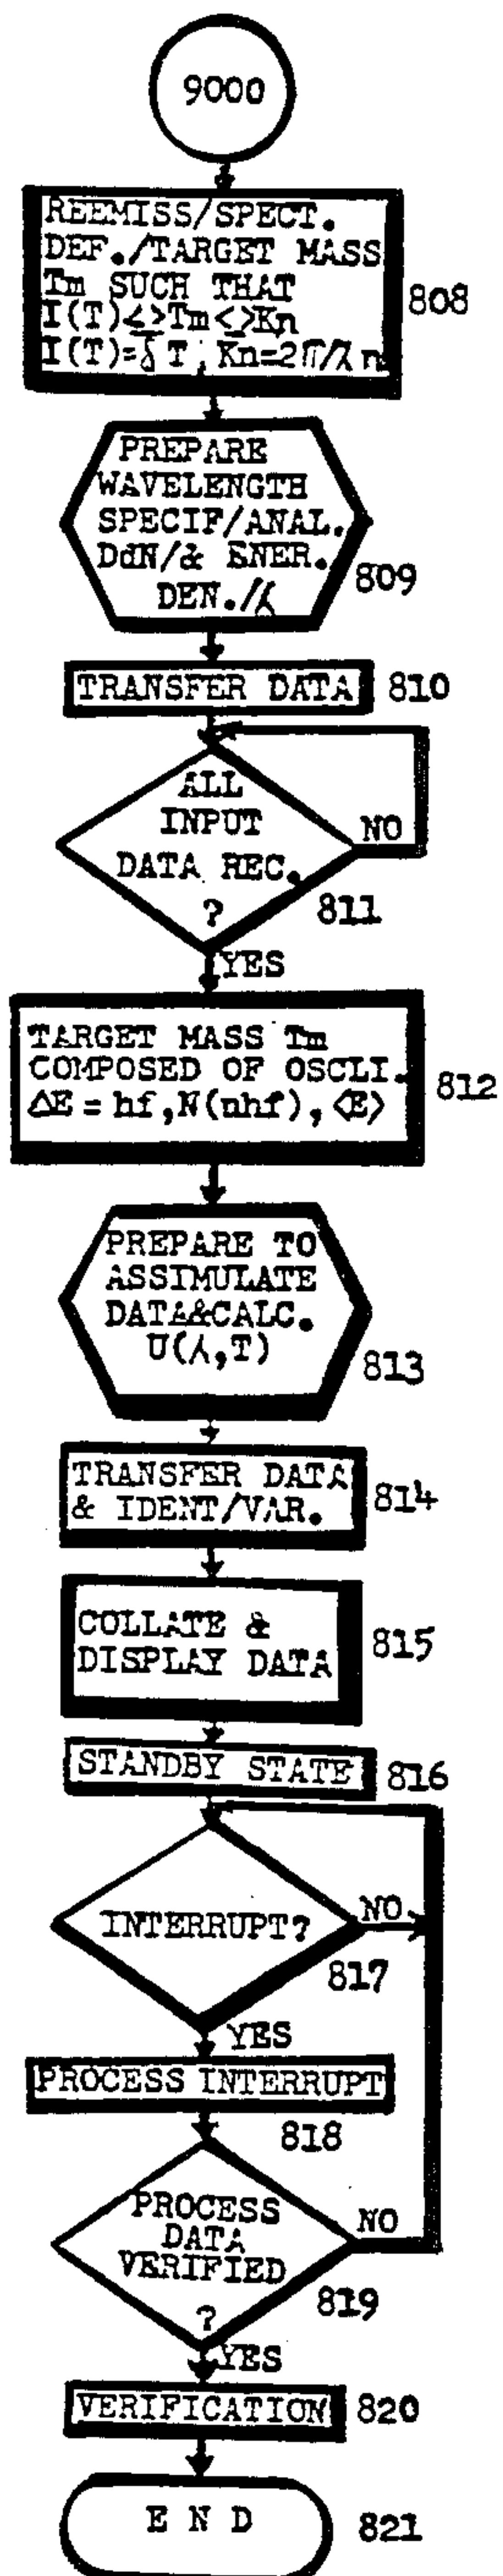 9000
REEMISS/SPECT.
DEF./TARGET MASS
Tm SUCH THAT
I(T)<>Tm<>Kn
I(T)=δT, Kn=2π/λn
808
PREPARE
WAVELENGTH
SPECIF/ANAL.
DdN/& ENER.
DEN./λ
809
TRANSFER DATA 810
ALL
INPUT
NO
DATA REC.
?
811
YES
TARGET MASS Tm
COMPOSED OF OSCLI.
ΔE = hf, N(nhf), <E>
812
PREPARE TO
ASSIMULATE
DATA&CALC.
U(λ,T)
813
TRANSFER DATA
& IDENT/VAR.
814
COLLATE &
DISPLAY DATA
815
STANDBY STATE 816
INTERRUPT?
NO
817
YES
PROCESS INTERRUPT
818
PROCESS
DATA
VERIFIED
?
NO
819
YES
VERIFICATION 820
E N D 821